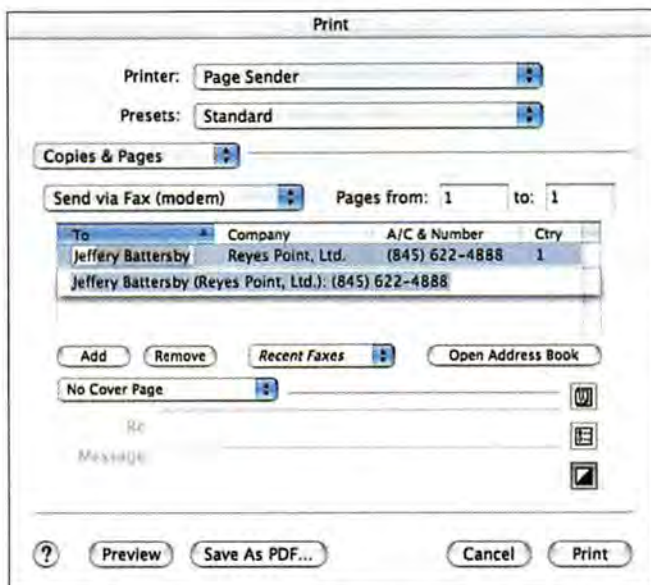 Print
Printer: Page Sender
Presets: Standard
Copies & Pages
Send via Fax (modem) Pages from: 1 to: 1
To Company A/C & Number Ctry
Jeffery Battersby Reyes Point, Ltd. (845) 622-4888 1
Jeffery Battersby (Reyes Point, Ltd.): (845) 622-4888
Add Remove Recent Faxes Open Address Book
No Cover Page
Re
Message
? Preview Save As PDF... Cancel Print